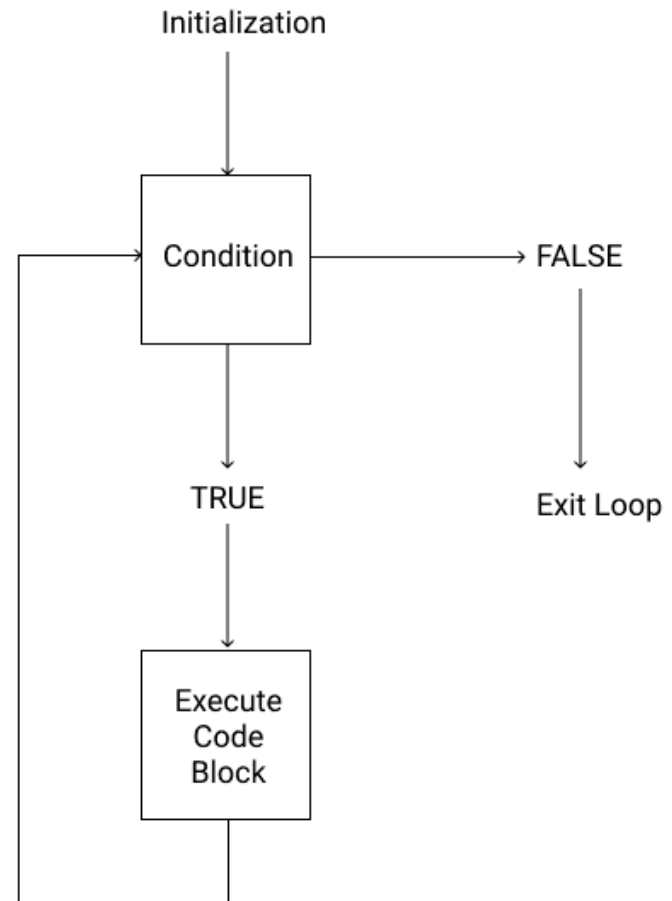 Initialization
Condition
FALSE
TRUE
Exit Loop
Execute
Code
Block